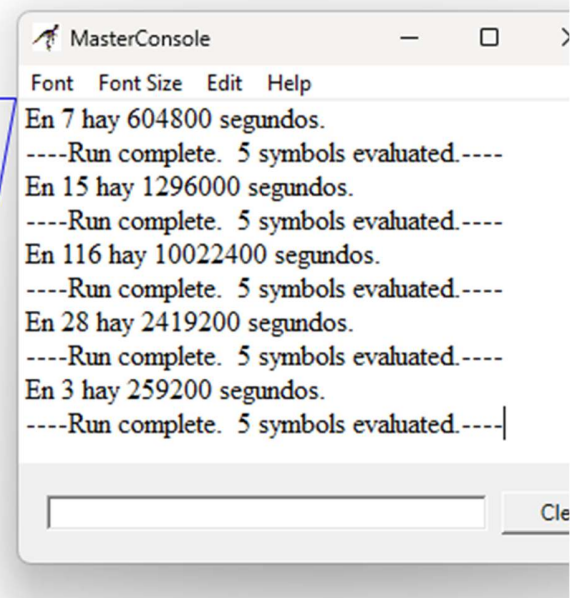 MasterConsole
Font Font Size Edit Help
En 7 hay 604800 segundos.
----Run complete.  5 symbols evaluated.----
En 15 hay 1296000 segundos.
----Run complete.  5 symbols evaluated.----
En 116 hay 10022400 segundos.
----Run complete.  5 symbols evaluated.----
En 28 hay 2419200 segundos.
----Run complete.  5 symbols evaluated.----
En 3 hay 259200 segundos.
----Run complete.  5 symbols evaluated.----
Cle